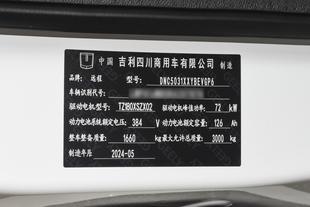 中国 吉利四川商用车有限公司 制造
品牌：远程 型号：DNC5031XXYBEVGP6
车辆识别代号：
驱动电机型号：TZ180XSZX02 驱动电机峰值功率：72 kW
动力电池系统额定电压：384 V 动力电池系统额定容量：126 Ah
整车整备质量：1660 kg 最大允许总质量：3000 kg
制造年月 2024-05